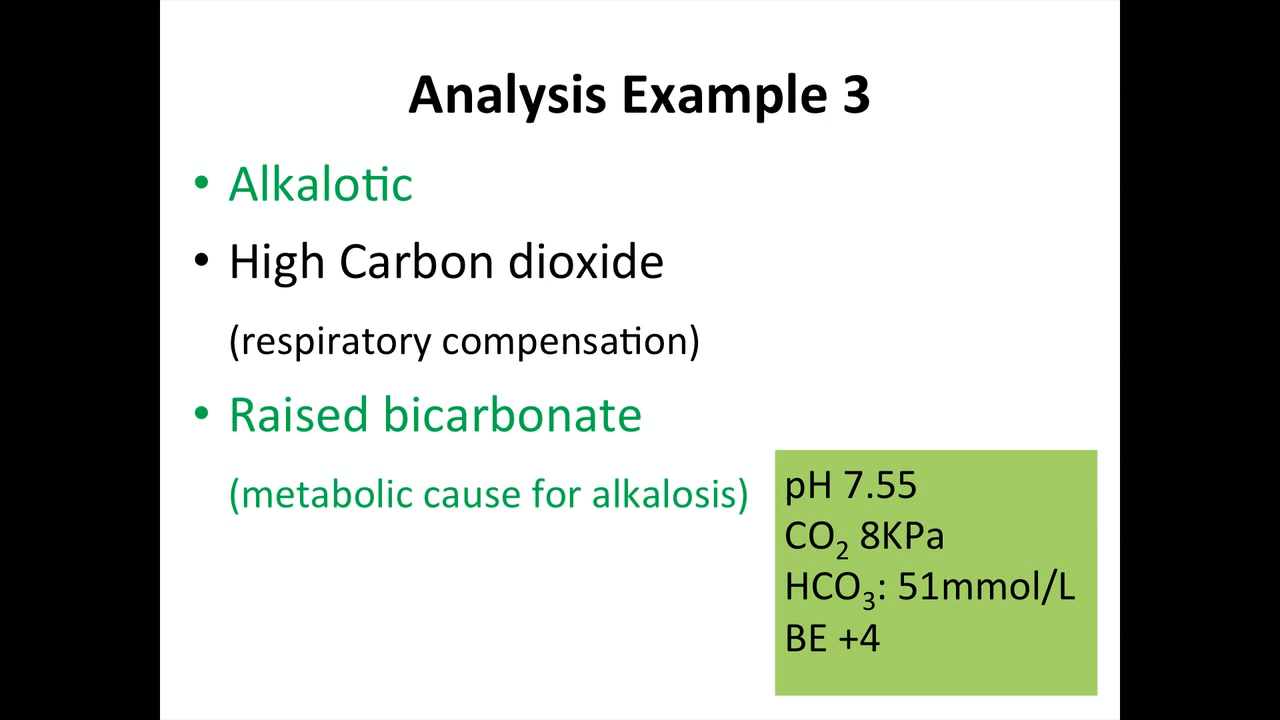 Analysis Example 3
• Alkalotic
• High Carbon dioxide
(respiratory compensation)
• Raised bicarbonate
(metabolic cause for alkalosis)
pH 7.55
CO₂ 8KPa
HCO₃: 51mmol/L
BE +4